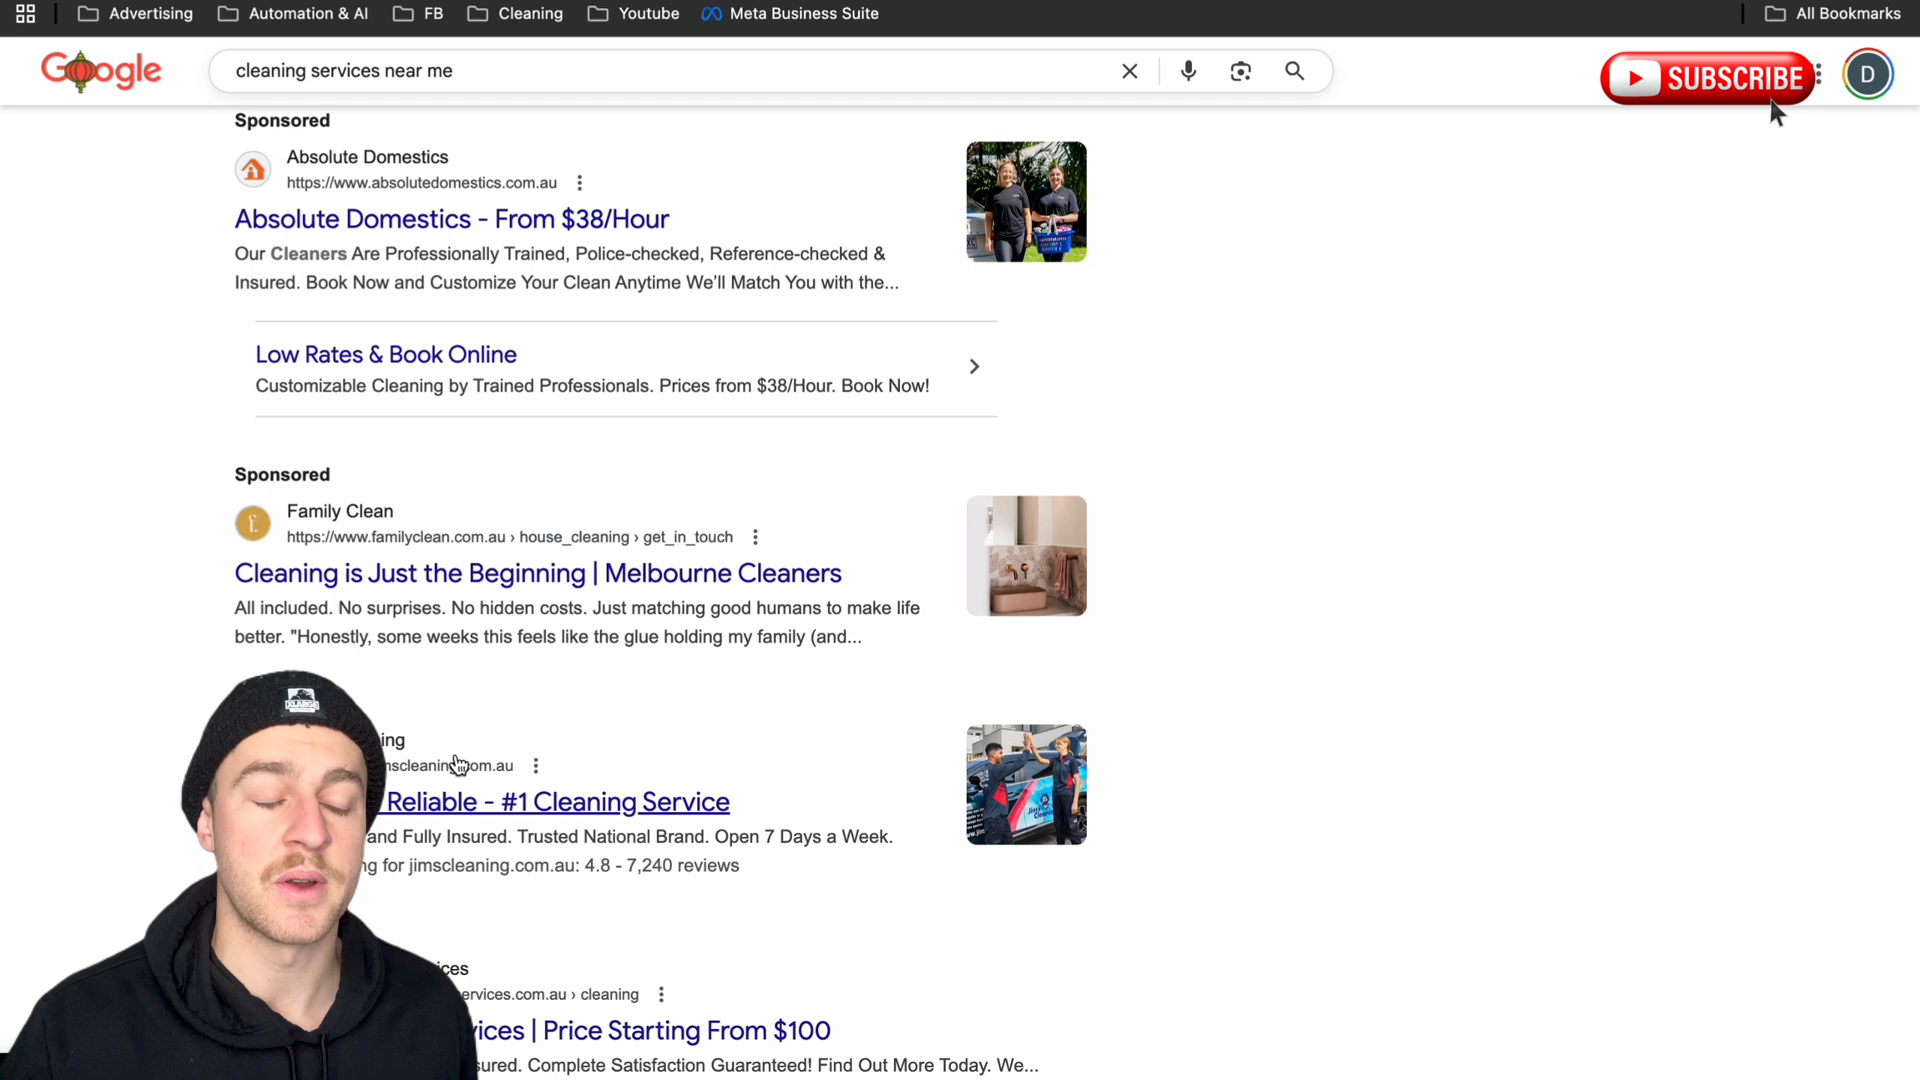 Advertising
Automation & AI
FB
Cleaning
Youtube
Meta Business Suite
All Bookmarks
Google
cleaning services near me
SUBSCRIBE
D
Sponsored
Absolute Domestics
https://www.absolutedomestics.com.au
Absolute Domestics - From $38/Hour
Our Cleaners Are Professionally Trained, Police-checked, Reference-checked &
Insured. Book Now and Customize Your Clean Anytime We'll Match You with the...
Low Rates & Book Online
Customizable Cleaning by Trained Professionals. Prices from $38/Hour. Book Now!
Sponsored
f.
Family Clean
https://www.familyclean.com.au › house_cleaning › get_in_touch
Cleaning is Just the Beginning | Melbourne Cleaners
All included. No surprises. No hidden costs. Just matching good humans to make life
better. "Honestly, some weeks this feels like the glue holding my family (and...
XLARGE
Reliable - #1 Cleaning Service
and Fully Insured. Trusted National Brand. Open 7 Days a Week.
for jimscleaning.com.au: 4.8 - 7,240 reviews
Jim's
› cleaning
| Price Starting From $100
Complete Satisfaction Guaranteed! Find Out More Today. We...